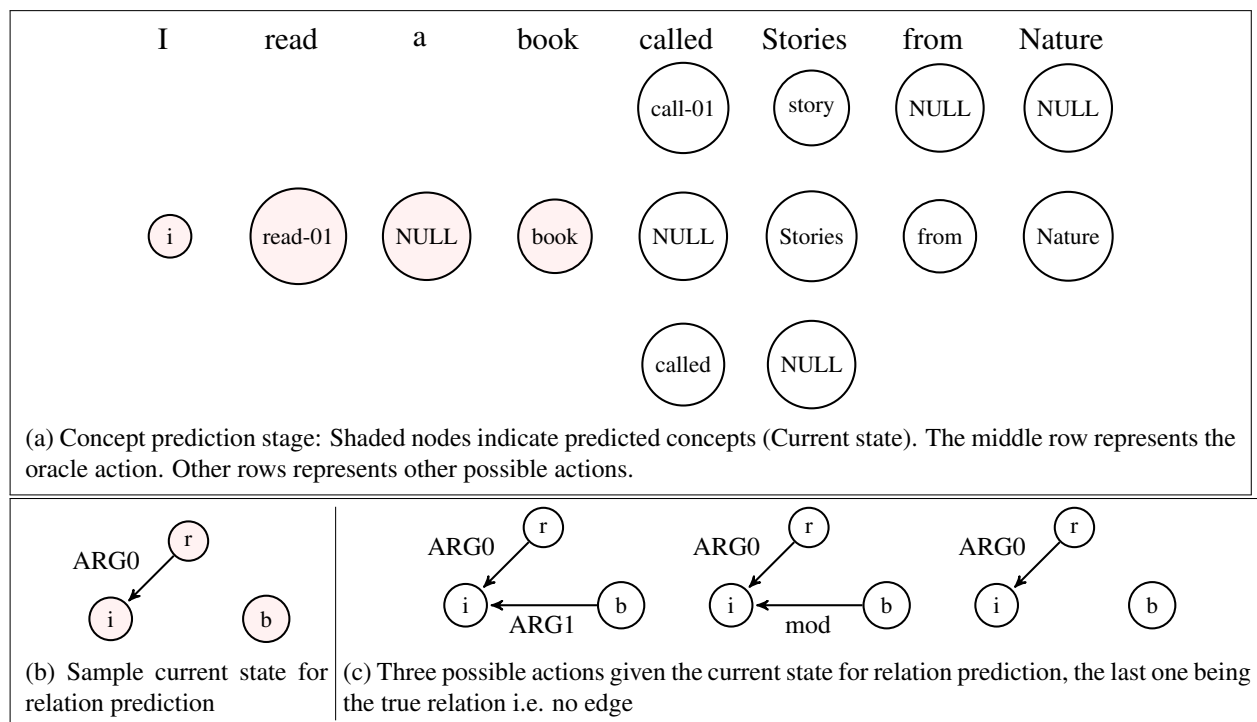 I read a book called Stories from Nature
call-01 story NULL NULL
i read-01 NULL book NULL Stories from Nature
called NULL
(a) Concept prediction stage: Shaded nodes indicate predicted concepts (Current state). The middle row represents the
oracle action. Other rows represents other possible actions.
r
ARG0
i b
(b) Sample current state for
relation prediction
r r r
ARG0 ARG0 ARG0
i b i b i b
ARG1 mod
(c) Three possible actions given the current state for relation prediction, the last one being
the true relation i.e. no edge